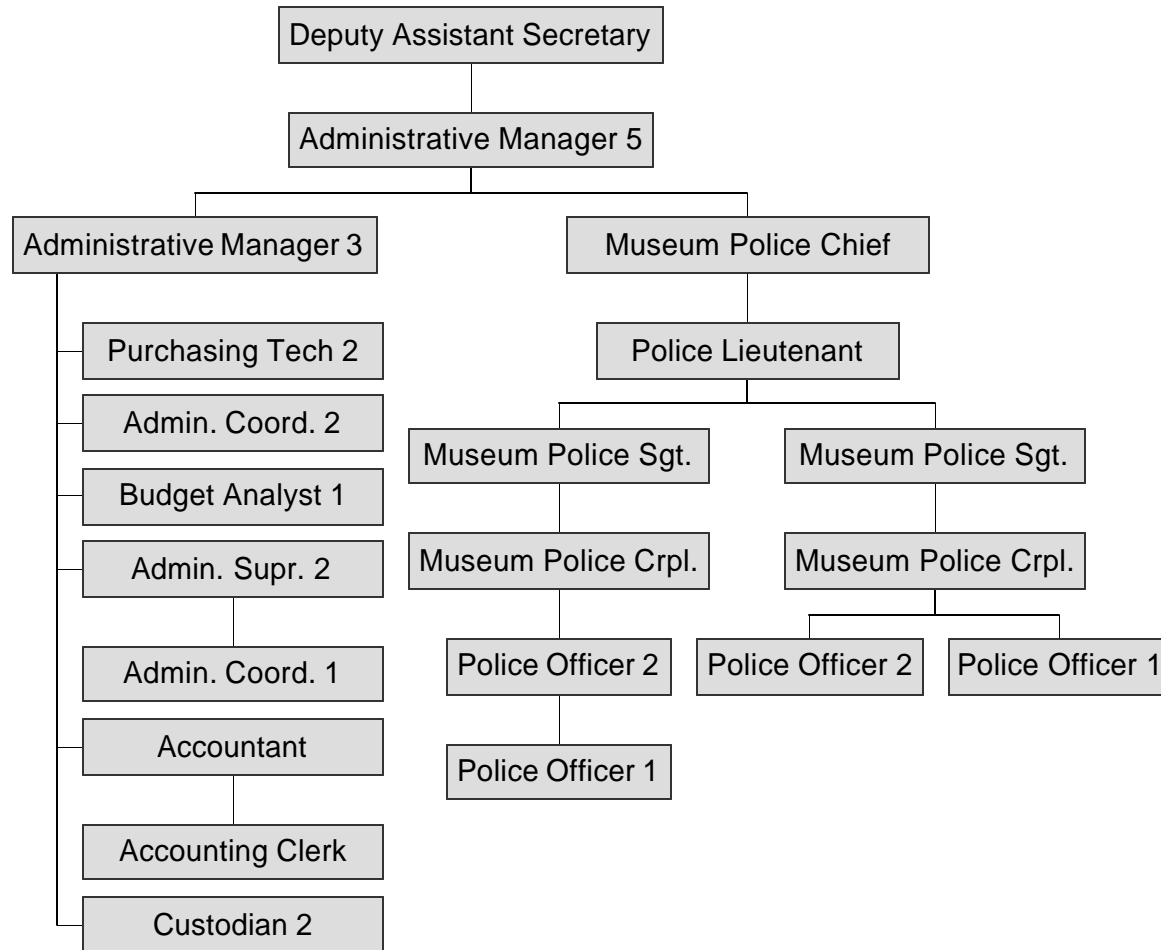 Deputy Assistant Secretary
Administrative Manager 5
Administrative Manager 3
Museum Police Chief
Purchasing Tech 2
Police Lieutenant
Admin. Coord. 2
Museum Police Sgt.
Museum Police Sgt.
Budget Analyst 1
Admin. Supr. 2
Museum Police Crpl.
Museum Police Crpl.
Admin. Coord. 1
Police Officer 2
Police Officer 2
Police Officer 1
Accountant
Police Officer 1
Accounting Clerk
Custodian 2